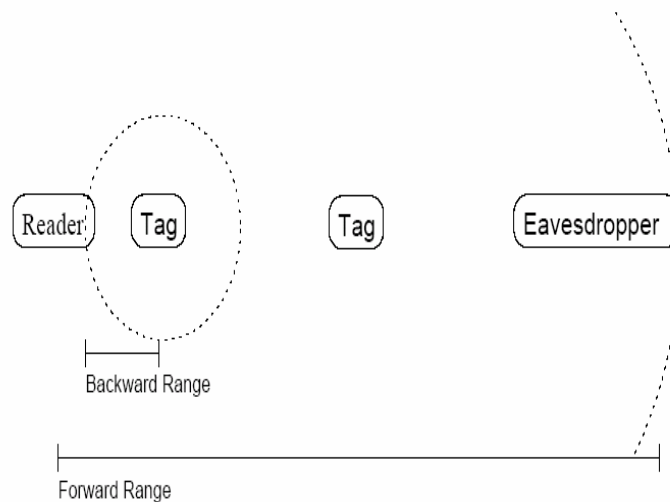 Reader
Tag
Tag
Eavesdropper
Backward Range
Forward Range